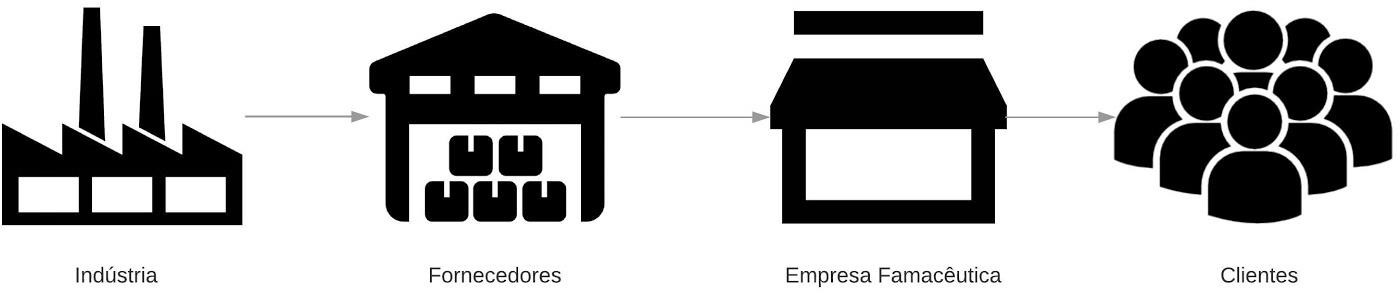 Indústria
Fornecedores
Empresa Famacêutica
Clientes